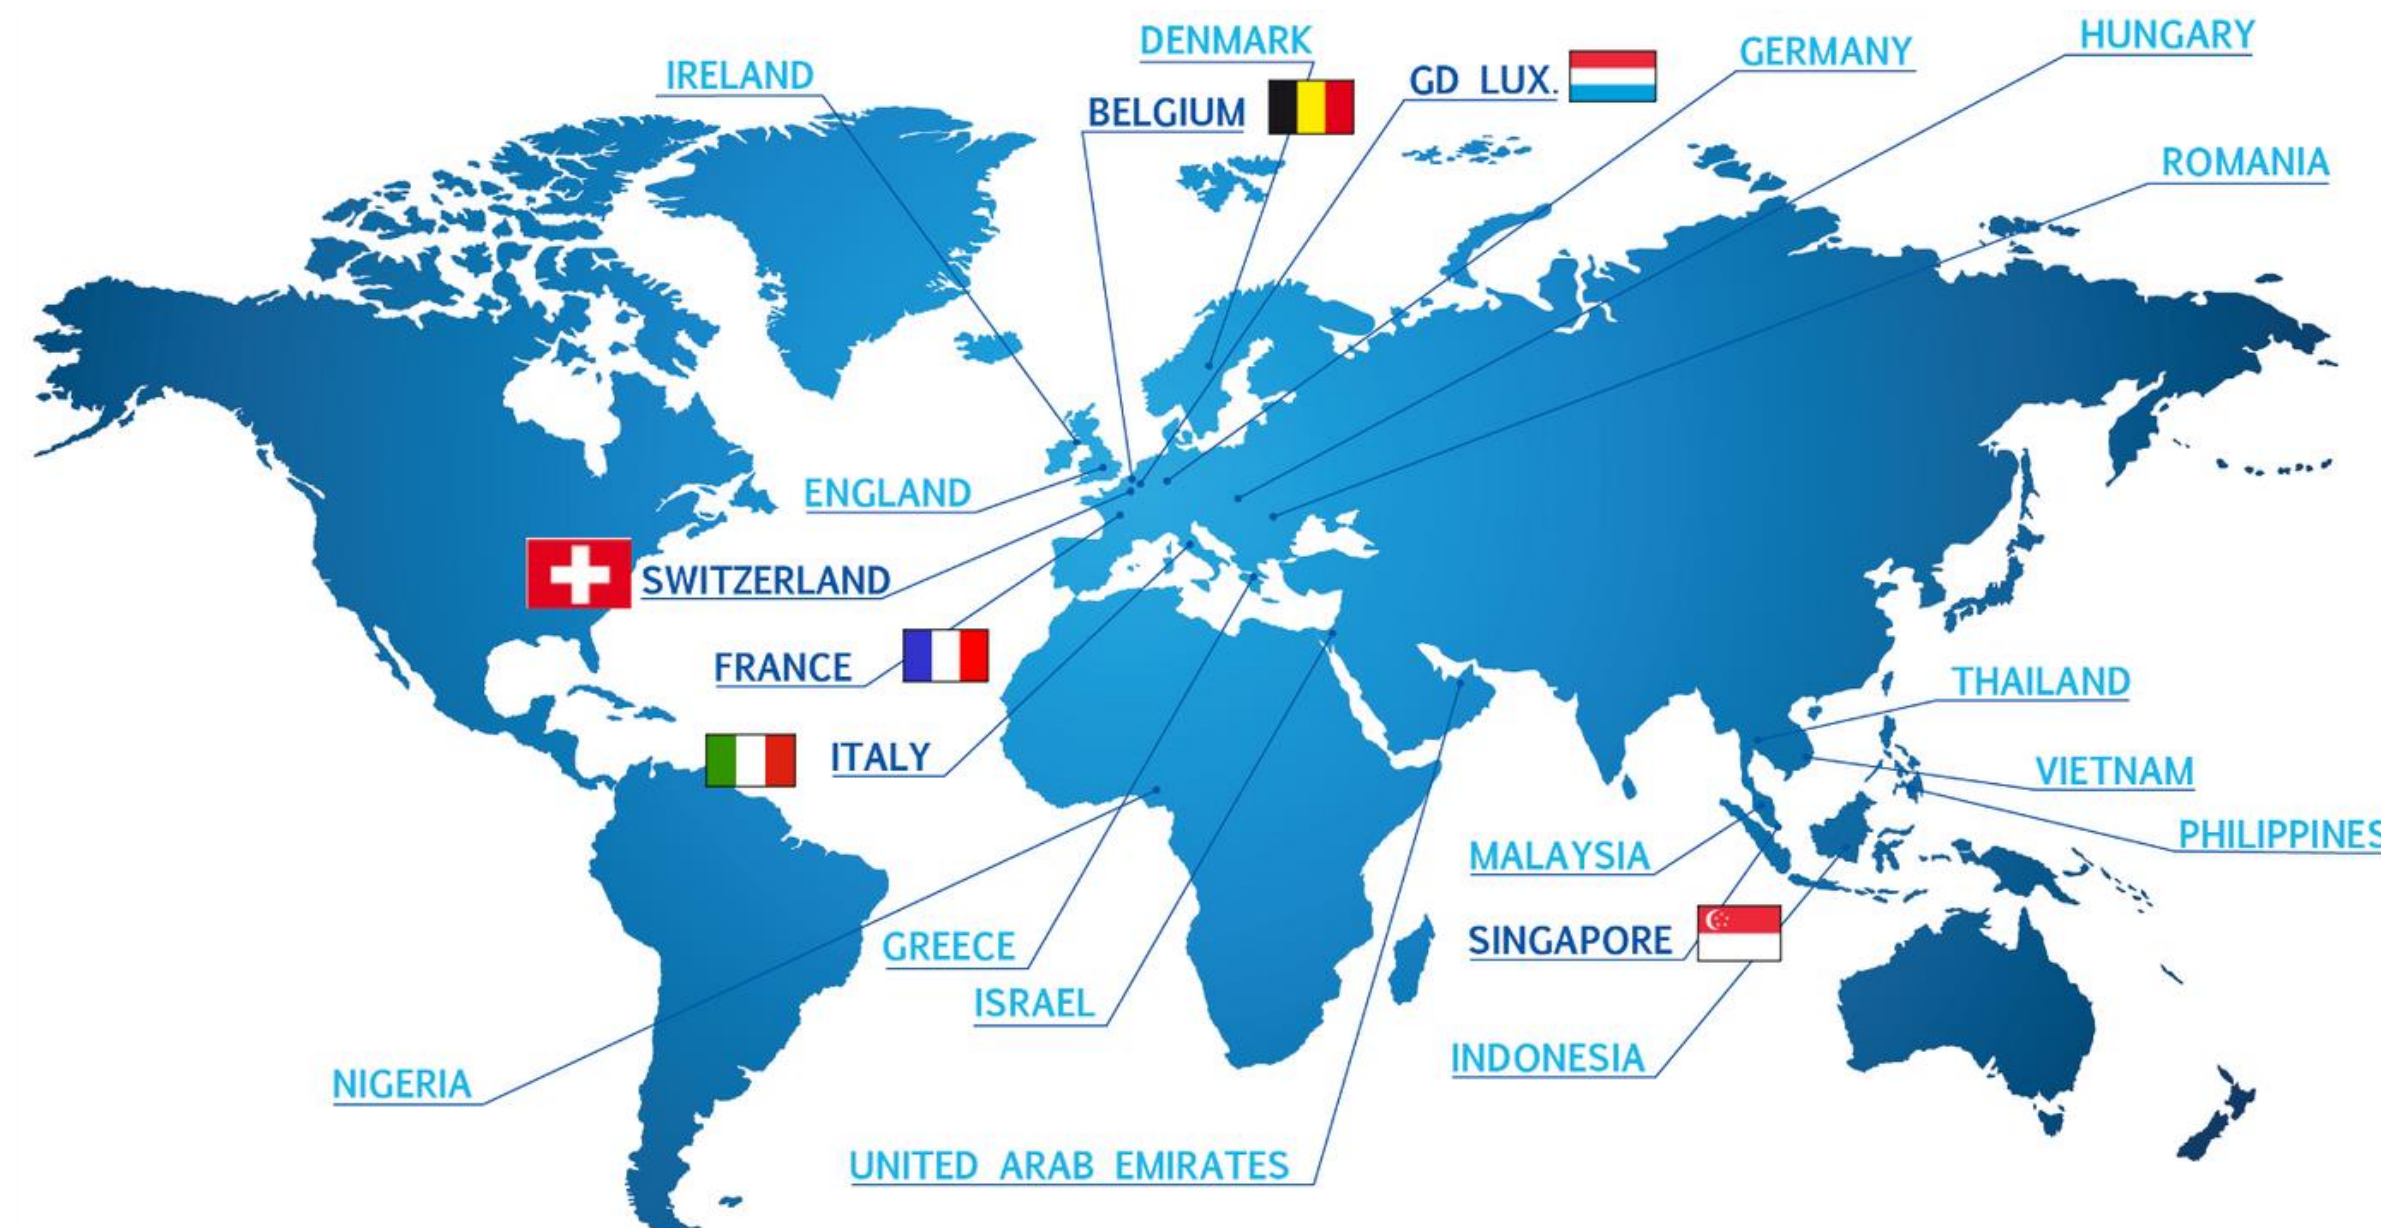 HUNGARY
DENMARK
GERMANY
IRELAND
GD LUX.
BELGIUM
ROMANIA
ENGLAND
SWITZERLAND
FRANCE
THAILAND
ITALY
VIETNAM
PHILIPPINES
MALAYSIA
GREECE
SINGAPORE
ISRAEL
INDONESIA
NIGERIA
UNITED ARAB EMIRATES